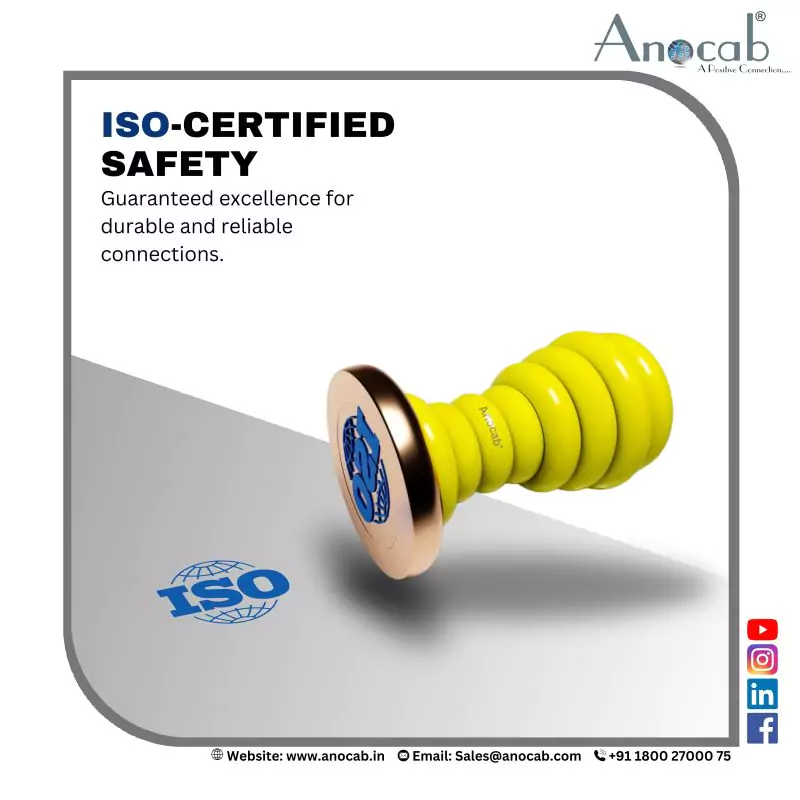 Anocab®
A Positive Connection....
ISO-CERTIFIED
SAFETY
Guaranteed excellence for
durable and reliable
connections.
Anocab®
ISO
ISO
Website: www.anocab.in Email: Sales@anocab.com +91 1800 27000 75